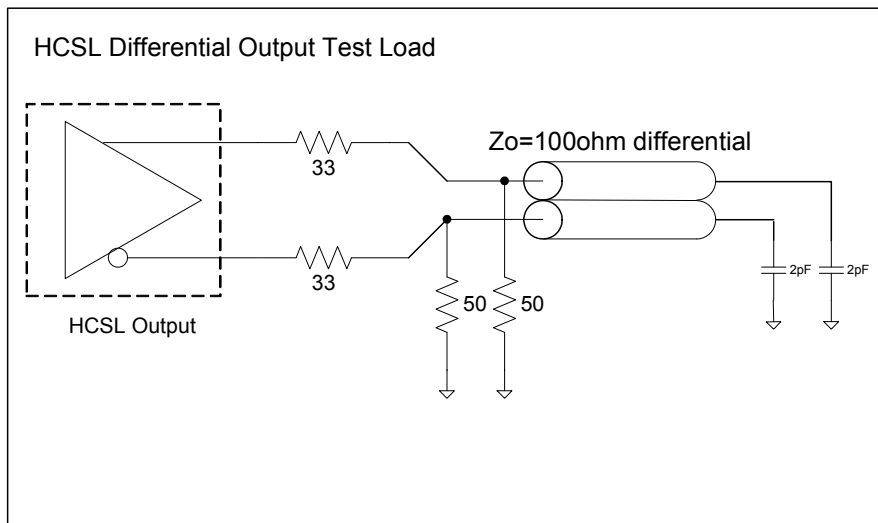 HCSL Differential Output Test Load
Zo=100ohm differential
33
33
2pF 2pF
50 50
HCSL Output